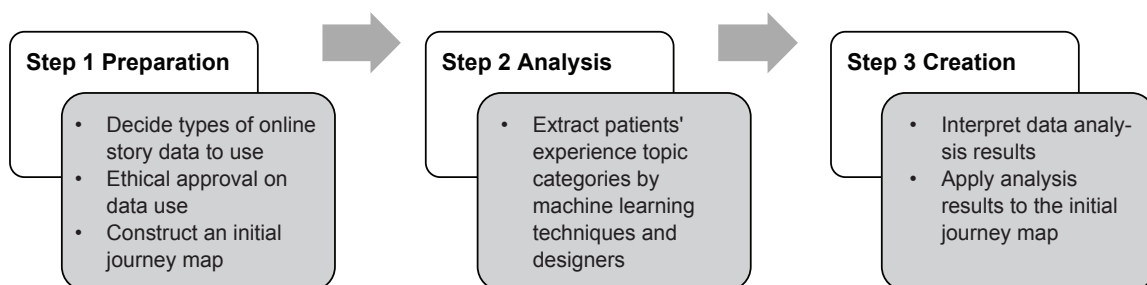 Step 1 Preparation
• Decide types of online
story data to use
• Ethical approval on
data use
• Construct an initial
journey map
Step 2 Analysis
• Extract patients'
experience topic
categories by
machine learning
techniques and
designers
Step 3 Creation
• Interpret data analy-
sis results
• Apply analysis
results to the initial
journey map